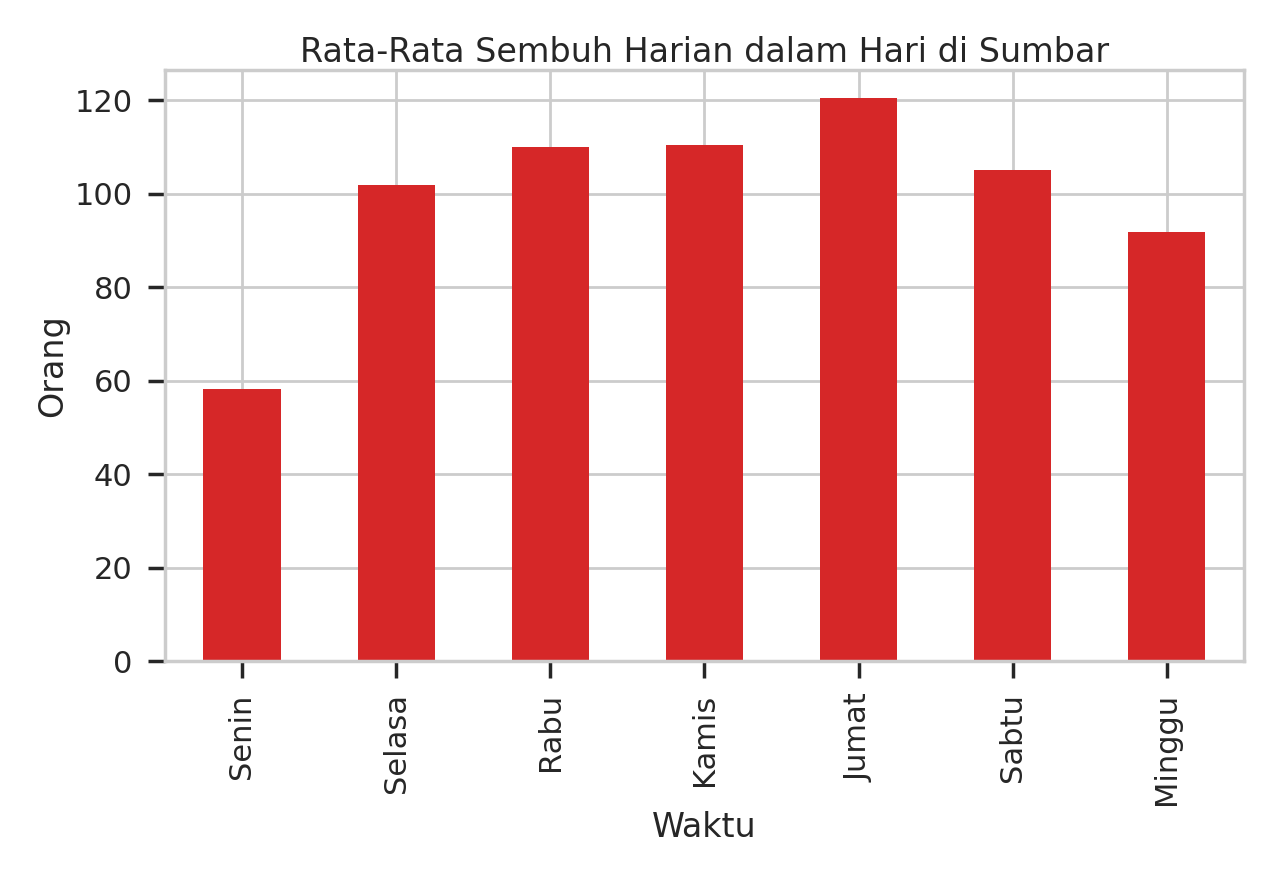 Rata-Rata Sembuh Harian dalam Hari di Sumbar
120
100
80
60
40
20
0
Orang
Senin
Selasa
Rabu
Kamis
Jumat
Sabtu
Minggu
Waktu